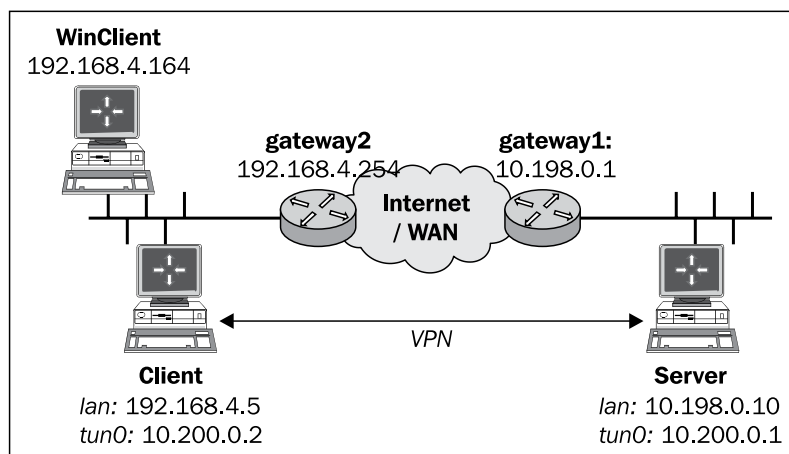 WinClient
192.168.4.164
gateway2
192.168.4.254
gateway1:
10.198.0.1
Internet
/ WAN
VPN
Client
lan: 192.168.4.5
tun0: 10.200.0.2
Server
lan: 10.198.0.10
tun0: 10.200.0.1